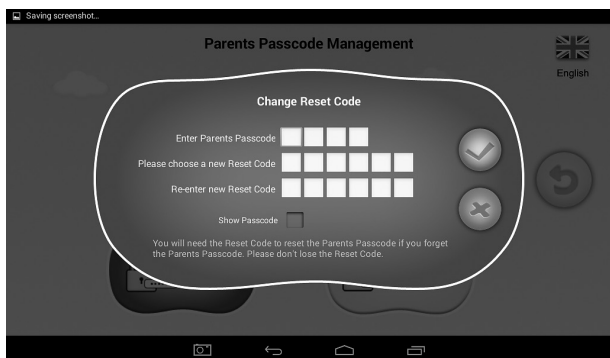 Saving screenshot...
Parents Passcode Management
English
Change Reset Code
Enter Parents Passcode
Please choose a new Reset Code
Re-enter new Reset Code
Show Passcode
You will need the Reset Code to reset the Parents Passcode if you forget
the Parents Passcode. Please don't lose the Reset Code.